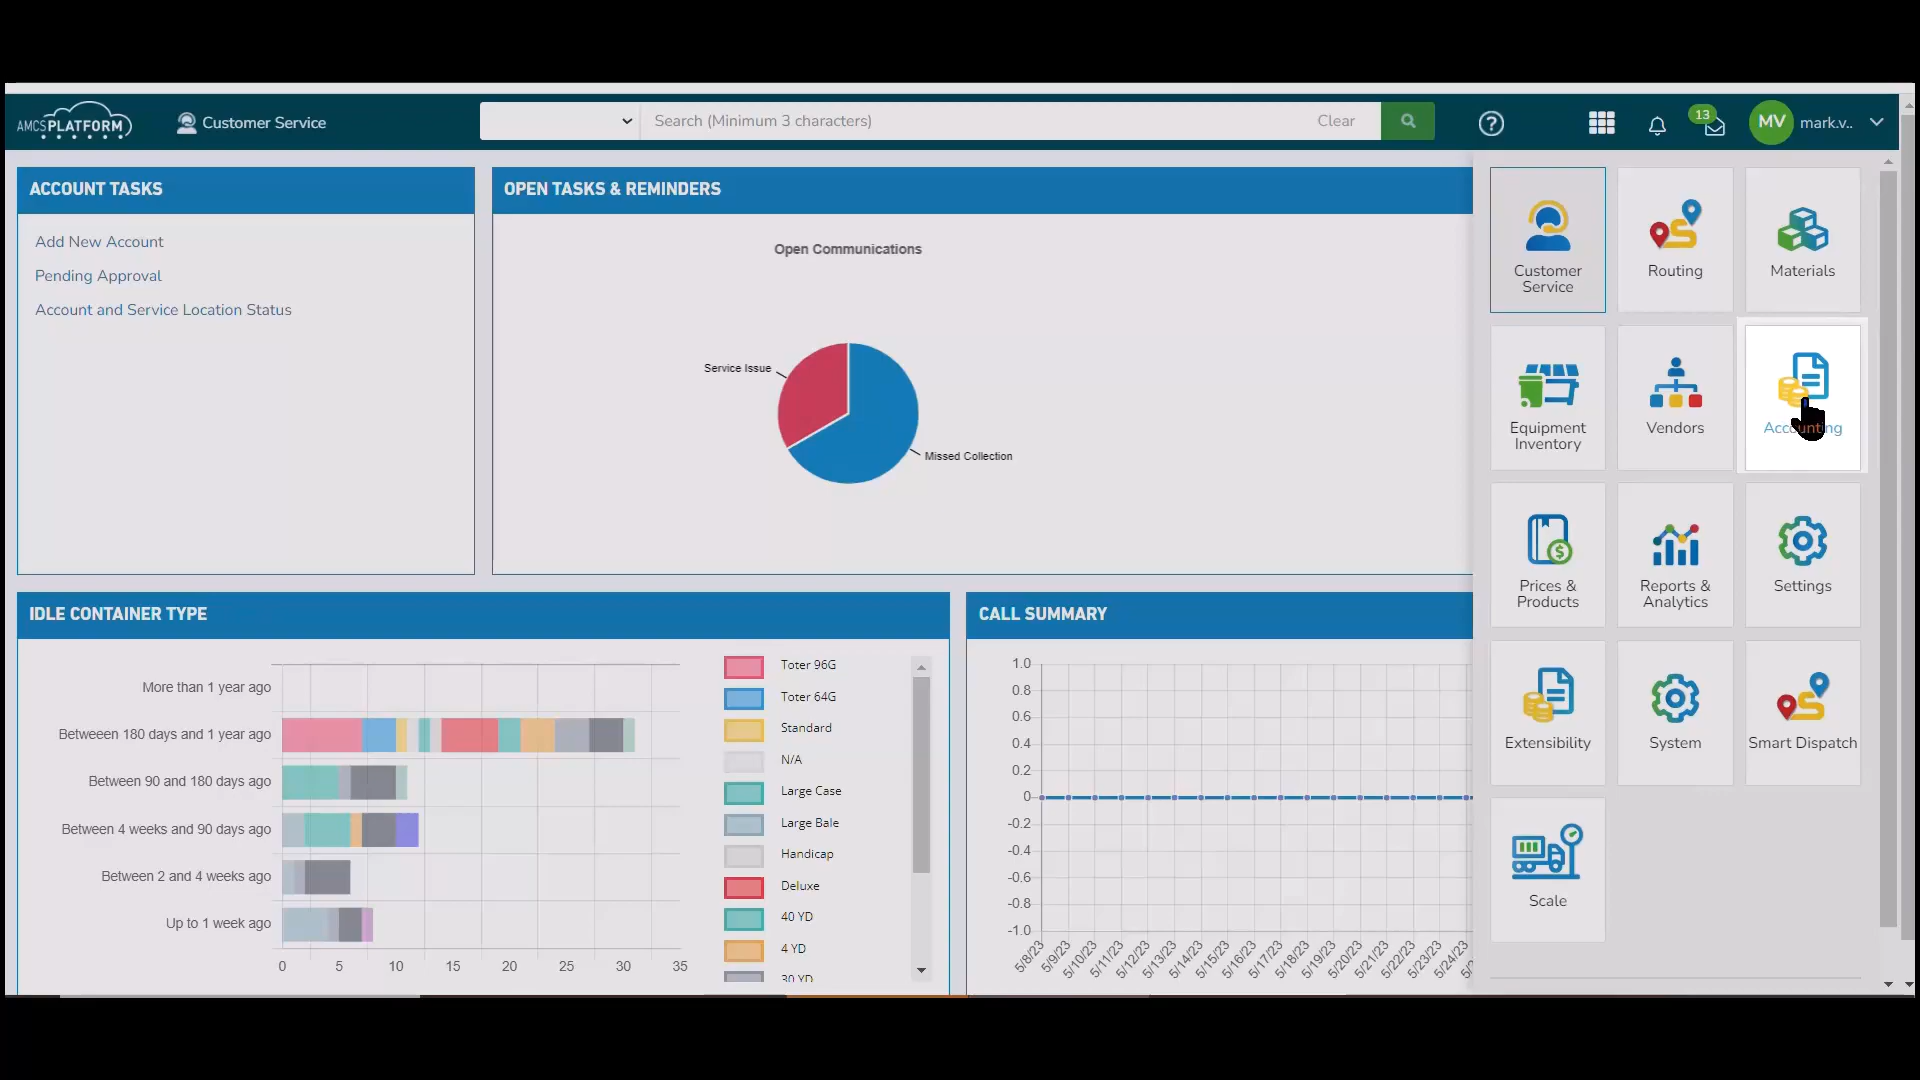 AMCSPLATFORM
Customer Service
Search (Minimum 3 characters)
Clear
13
MV
mark.v..
ACCOUNT TASKS
Add New Account
Pending Approval
Account and Service Location Status
OPEN TASKS & REMINDERS
Open Communications
Service Issue
Missed Collection
Customer
Service
Routing
Materials
Equipment
Inventory
Vendors
Accounting
Prices &
Products
Reports &
Analytics
Settings
Extensibility
System
Smart Dispatch
Scale
IDLE CONTAINER TYPE
More than 1 year ago
Betweeen 180 days and 1 year ago
Between 90 and 180 days ago
Between 4 weeks and 90 days ago
Between 2 and 4 weeks ago
Up to 1 week ago
0 5 10 15 20 25 30 35
Toter 96G
Toter 64G
Standard
N/A
Large Case
Large Bale
Handicap
Deluxe
40 YD
4 YD
30 YD
CALL SUMMARY
1.0
0.8
0.6
0.4
0.2
0
-0.2
-0.4
-0.6
-0.8
-1.0
5/8/23 5/9/23 5/10/23 5/11/23 5/12/23 5/13/23 5/14/23 5/15/23 5/16/23 5/17/23 5/18/23 5/19/23 5/20/23 5/21/23 5/22/23 5/23/23 5/24/23